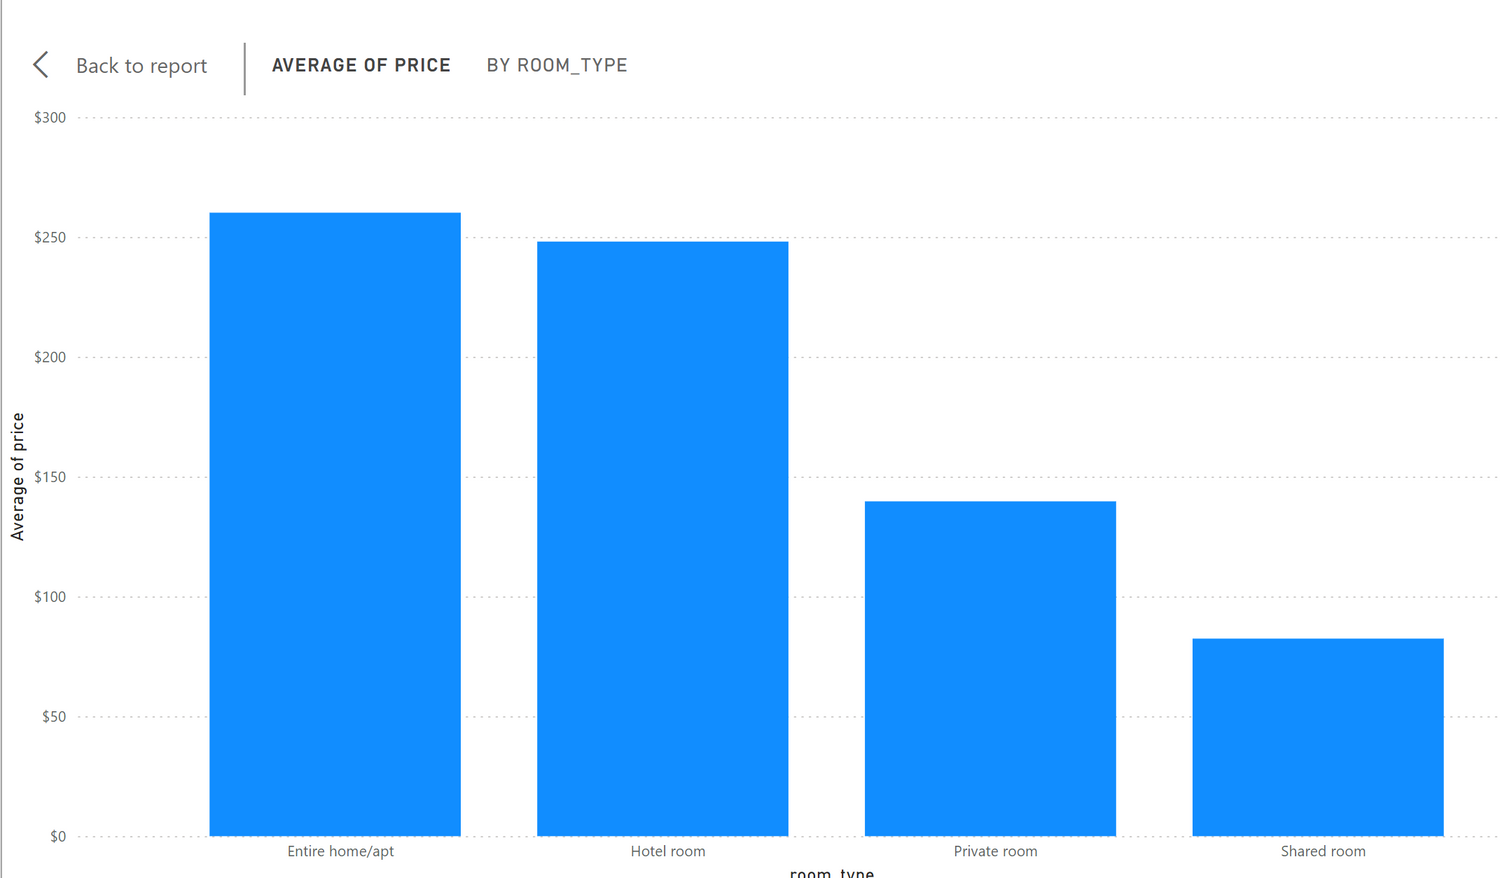 Back to report
AVERAGE OF PRICE BY ROOM_TYPE
$300
$250
$200
$150
$100
$50
$0
Average of price
Entire home/apt Hotel room Private room Shared room
room_type